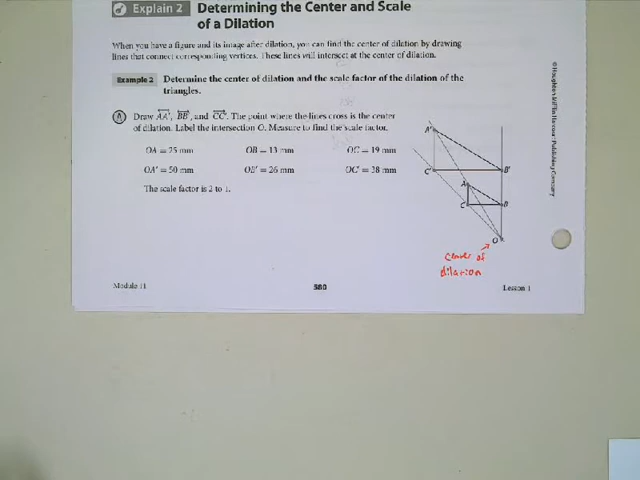 Explain 2 Determining the Center and Scale
of a Dilation
When you have a figure and its image after dilation, you can find the center of dilation by drawing
lines that connect corresponding vertices. These lines will intersect at the center of dilation.
Example 2 Determine the center of dilation and the scale factor of the dilation of the
triangles.
A Draw AA', BB', and CC'. The point where the lines cross is the center
of dilation. Label the intersection O. Measure to find the scale factor.
OA = 25 mm OB = 13 mm OC = 19 mm
OA' = 50 mm OB' = 26 mm OC' = 38 mm
The scale factor is 2 to 1.
A'
C' B'
A
C B
O
center of
dilation
© Houghton Mifflin Harcourt Publishing Company
Module 11 580 Lesson 1